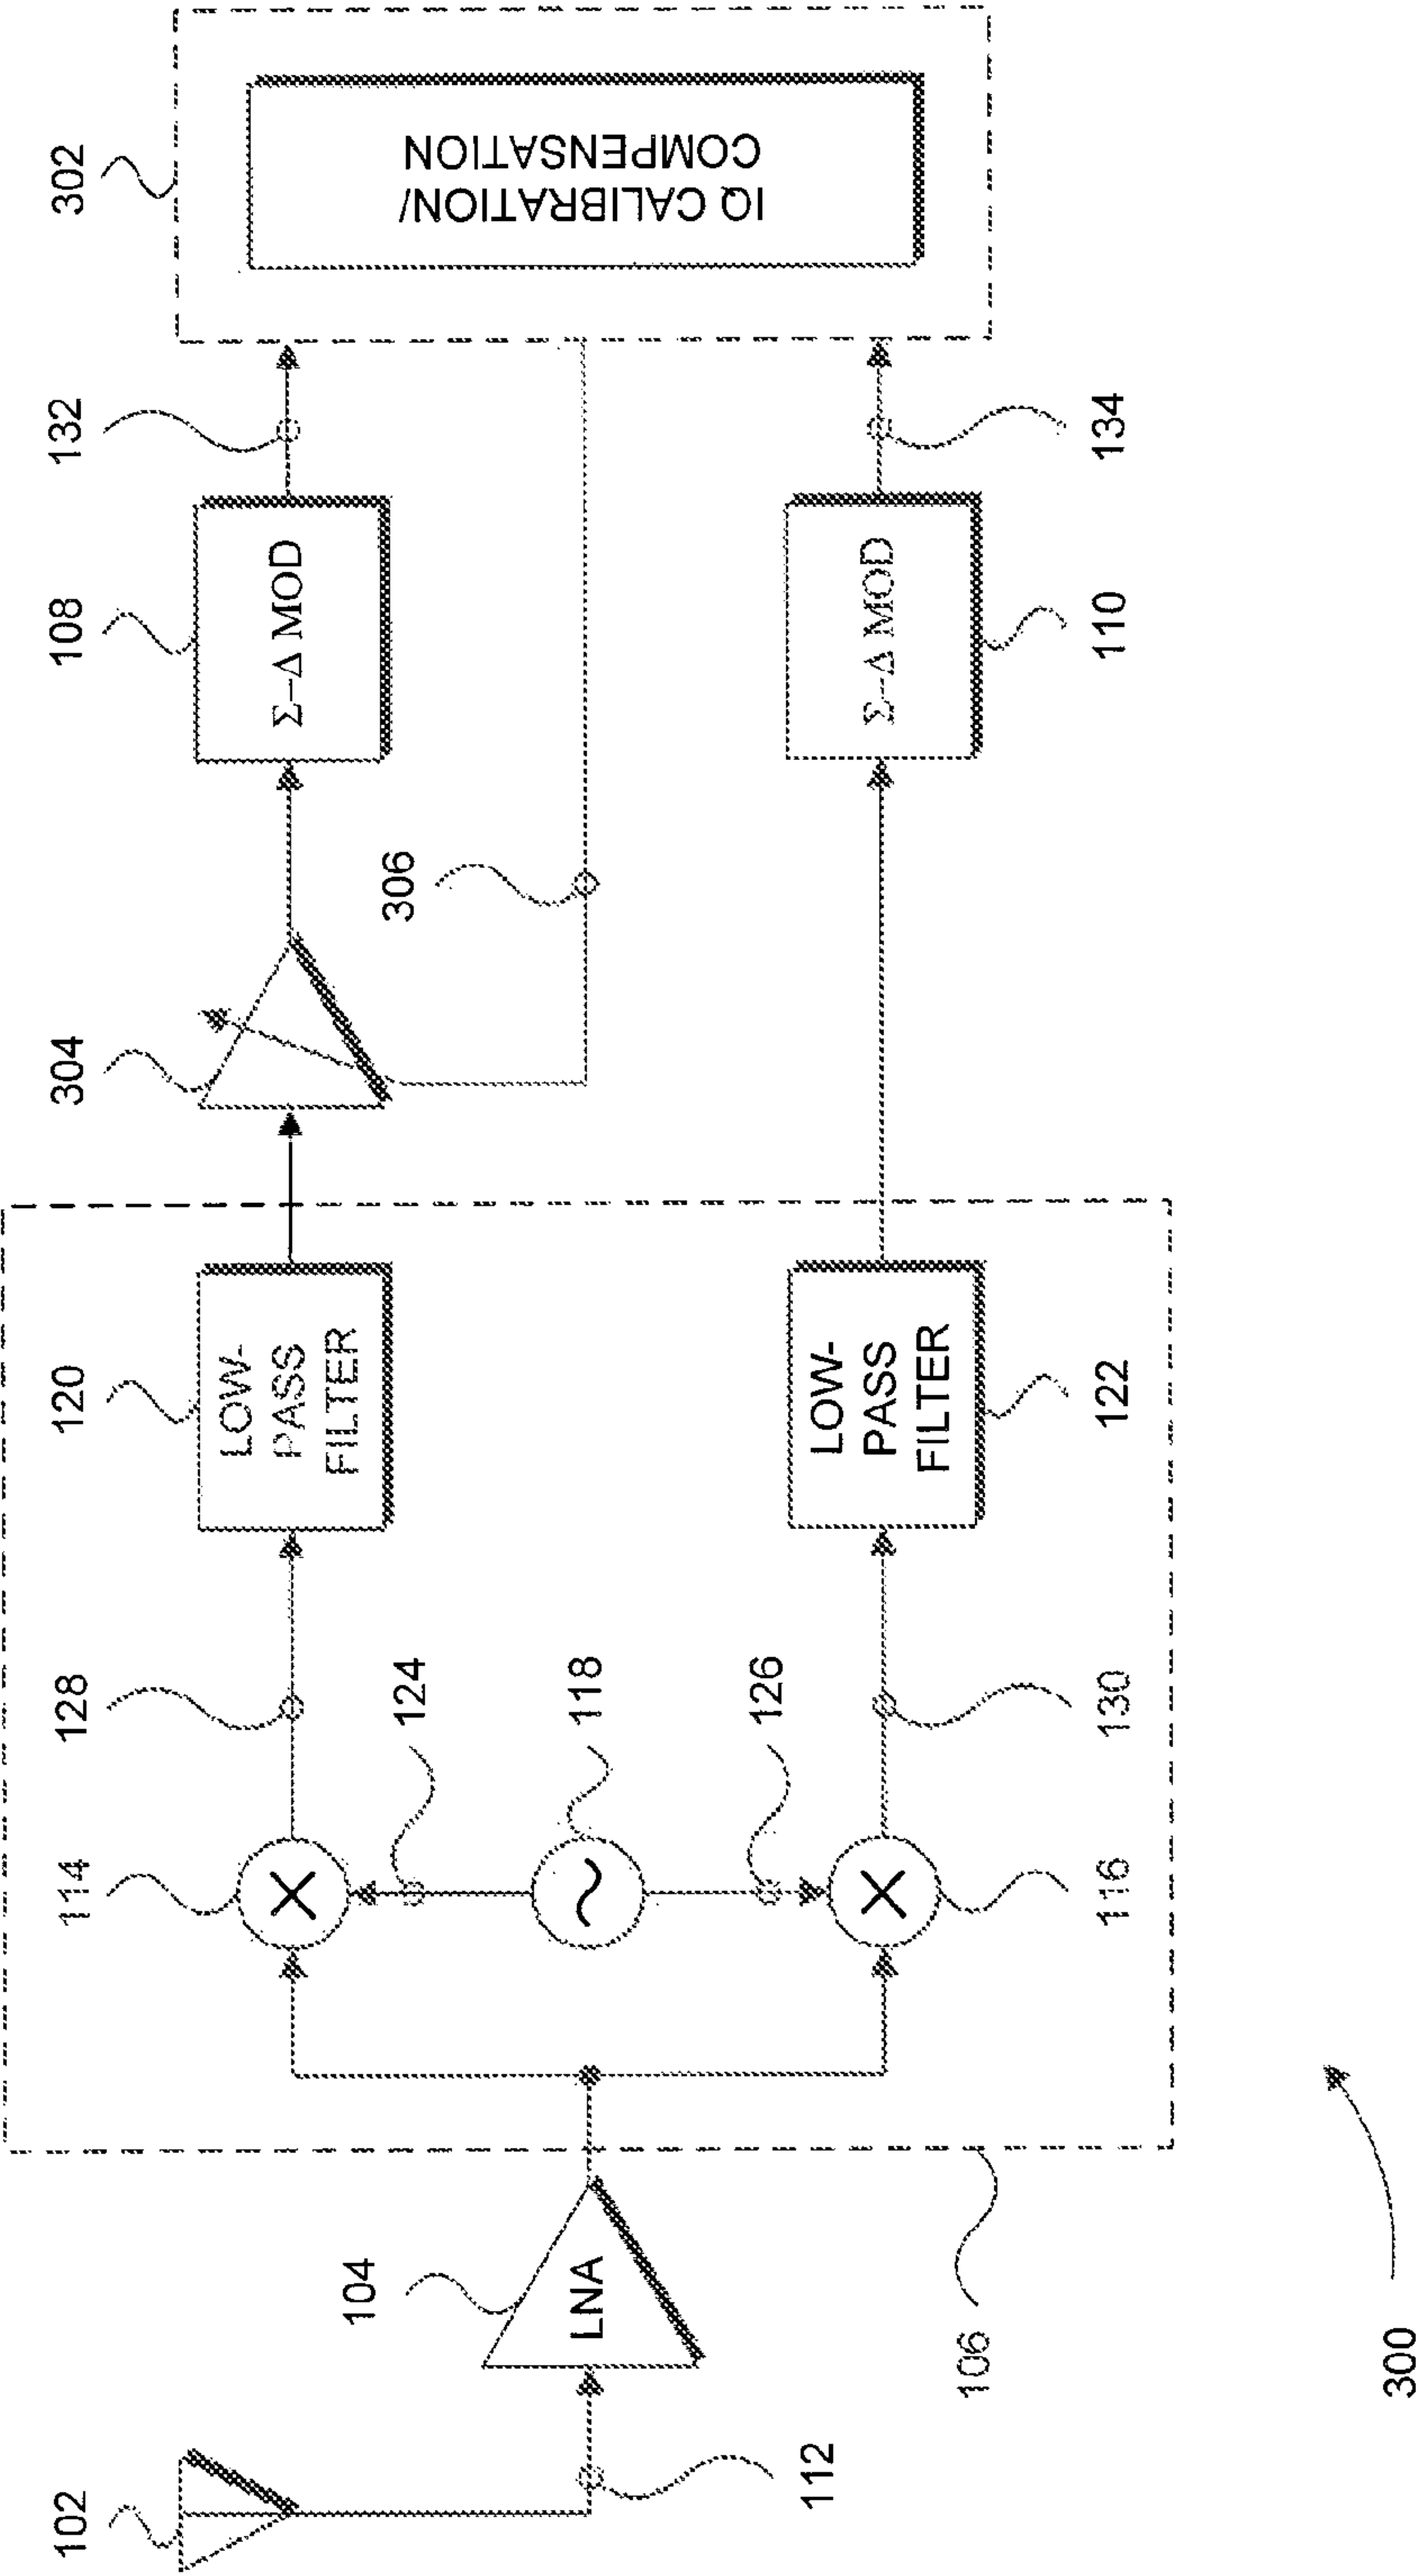 102
112
104
LNA
106
114
116
118
124
126
128
130
120
LOW-
PASS
FILTER
122
LOW-
PASS
FILTER
304
306
108
Σ–Δ MOD
110
Σ–Δ MOD
132
134
302
IQ CALIBRATION/
COMPENSATION
300